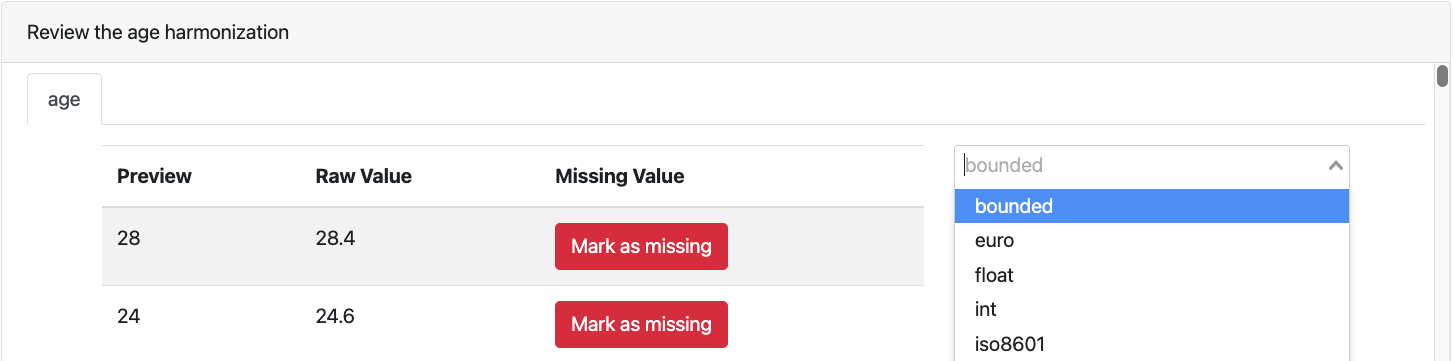 Review the age harmonization
age
Preview Raw Value Missing Value
28 28.4 Mark as missing
24 24.6 Mark as missing
bounded
bounded
euro
float
int
iso8601